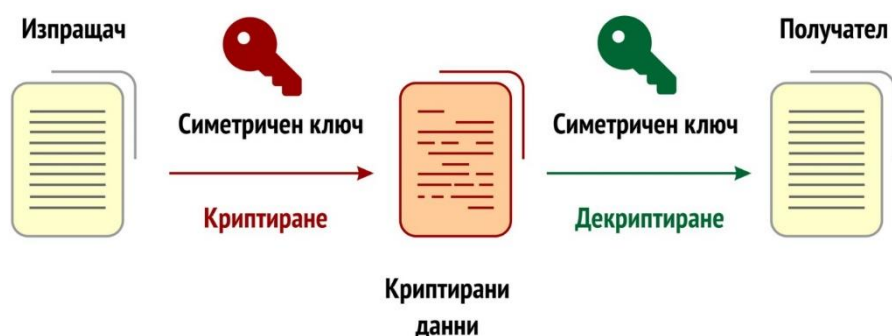 Изпращач
Получател
Симетричен ключ
Симетричен ключ
Криптиране
Декриптиране
Криптирани
данни